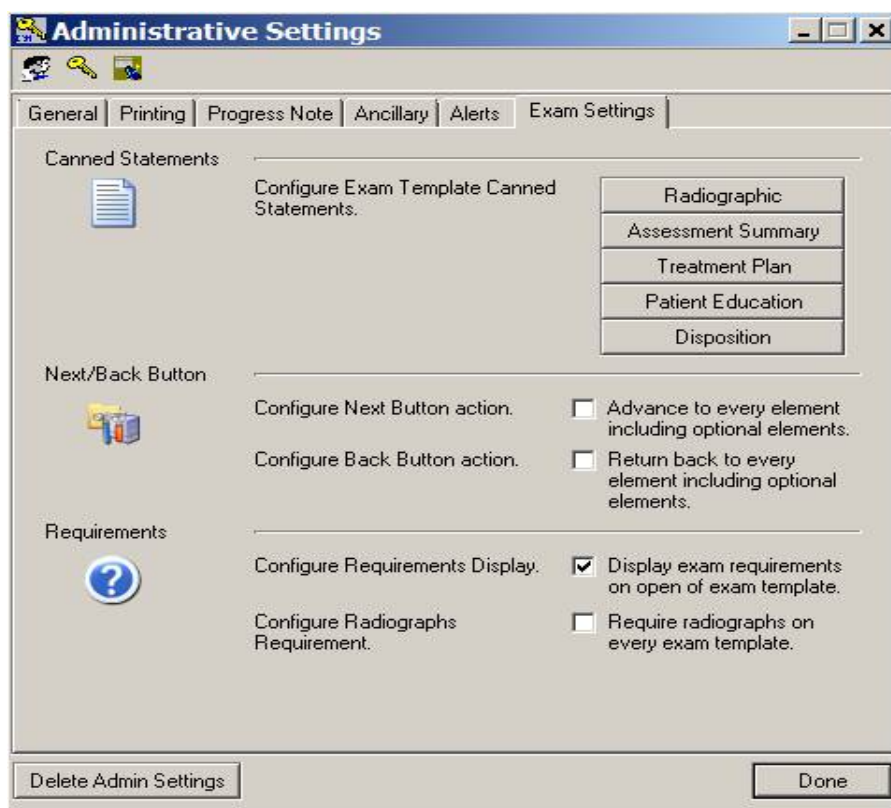 Administrative Settings
General Printing Progress Note Ancillary Alerts Exam Settings
Canned Statements
Configure Exam Template Canned
Statements.
Radiographic
Assessment Summary
Treatment Plan
Patient Education
Disposition
Next/Back Button
Configure Next Button action.
Advance to every element
including optional elements.
Configure Back Button action.
Return back to every
element including optional
elements.
Requirements
Configure Requirements Display.
Display exam requirements
on open of exam template.
Configure Radiographs
Requirement.
Require radiographs on
every exam template.
Delete Admin Settings
Done